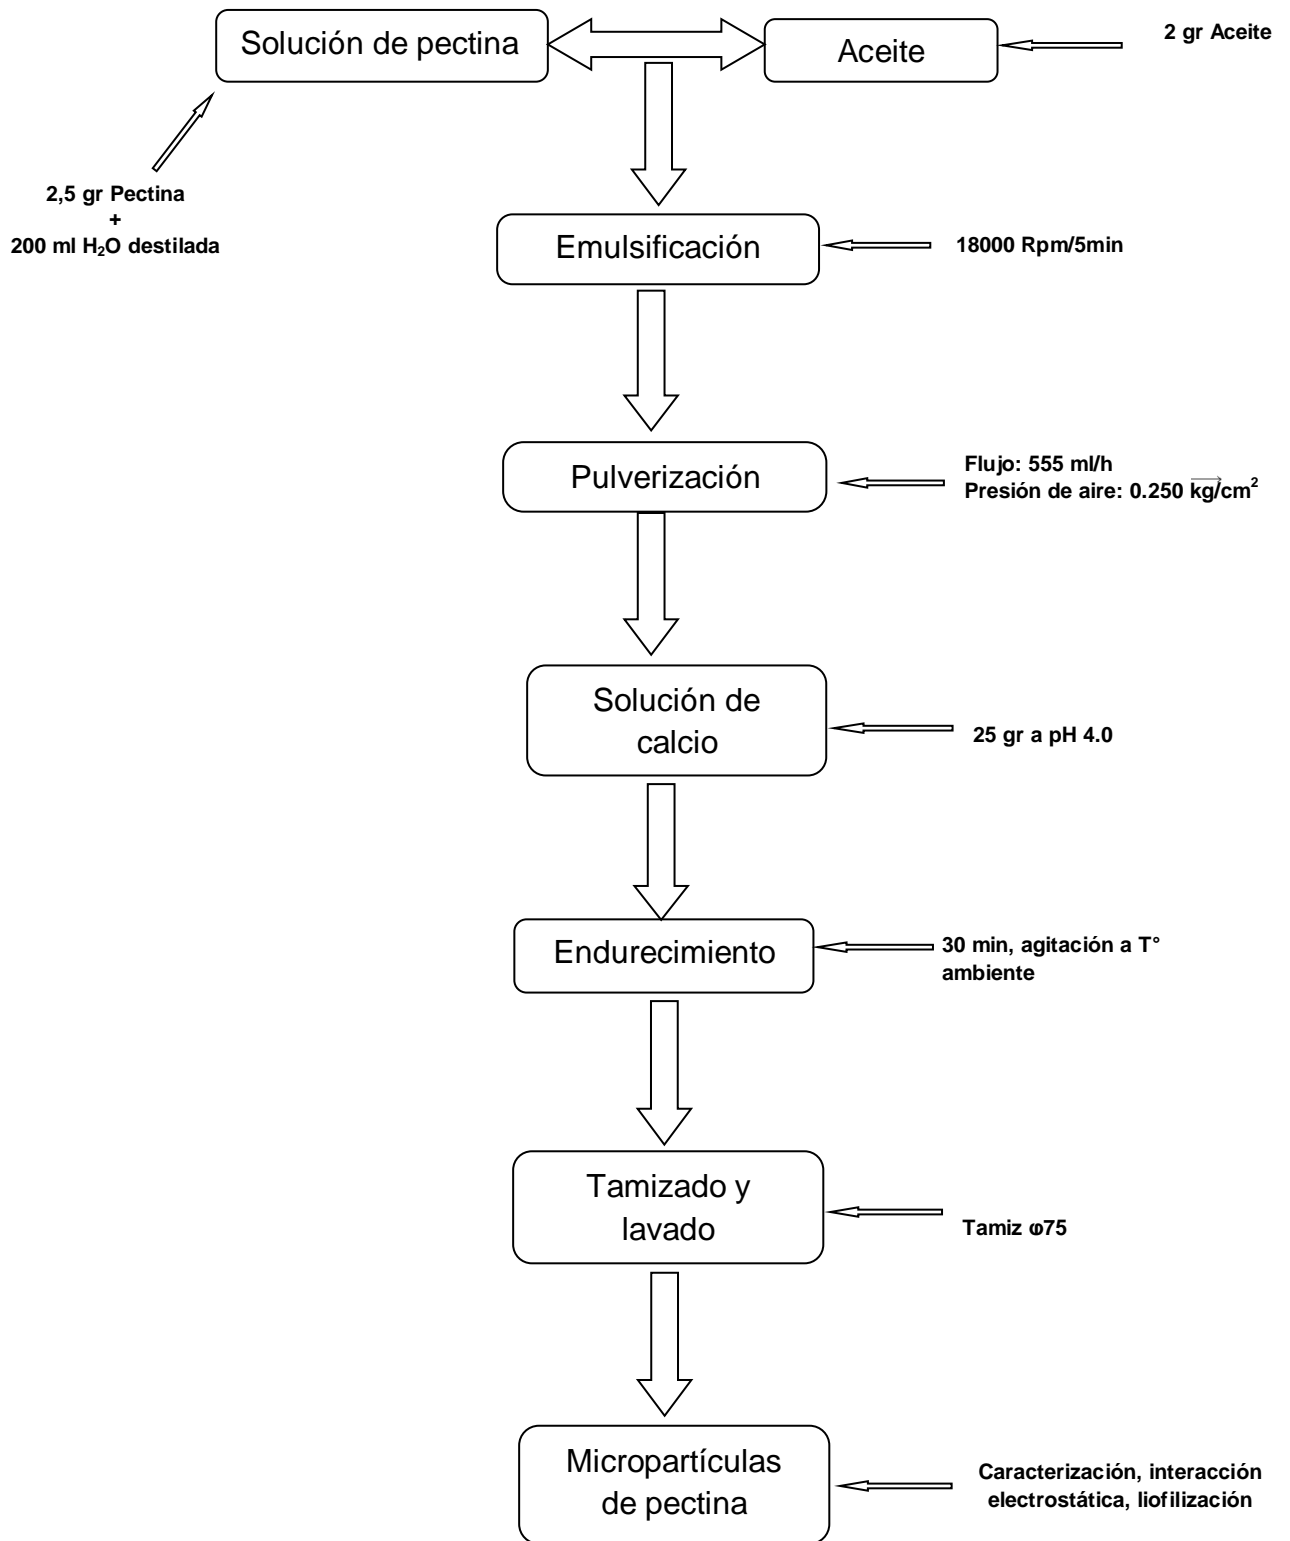 Solución de pectina
Aceite
2 gr Aceite
2,5 gr Pectina
+
200 ml H₂O destilada
Emulsificación
18000 Rpm/5min
Pulverización
Flujo: 555 ml/h
Presión de aire: 0.250 kg/cm²
Solución de
calcio
25 gr a pH 4.0
Endurecimiento
30 min, agitación a T°
ambiente
Tamizado y
lavado
Tamiz φ75
Micropartículas
de pectina
Caracterización, interacción
electrostática, liofilización